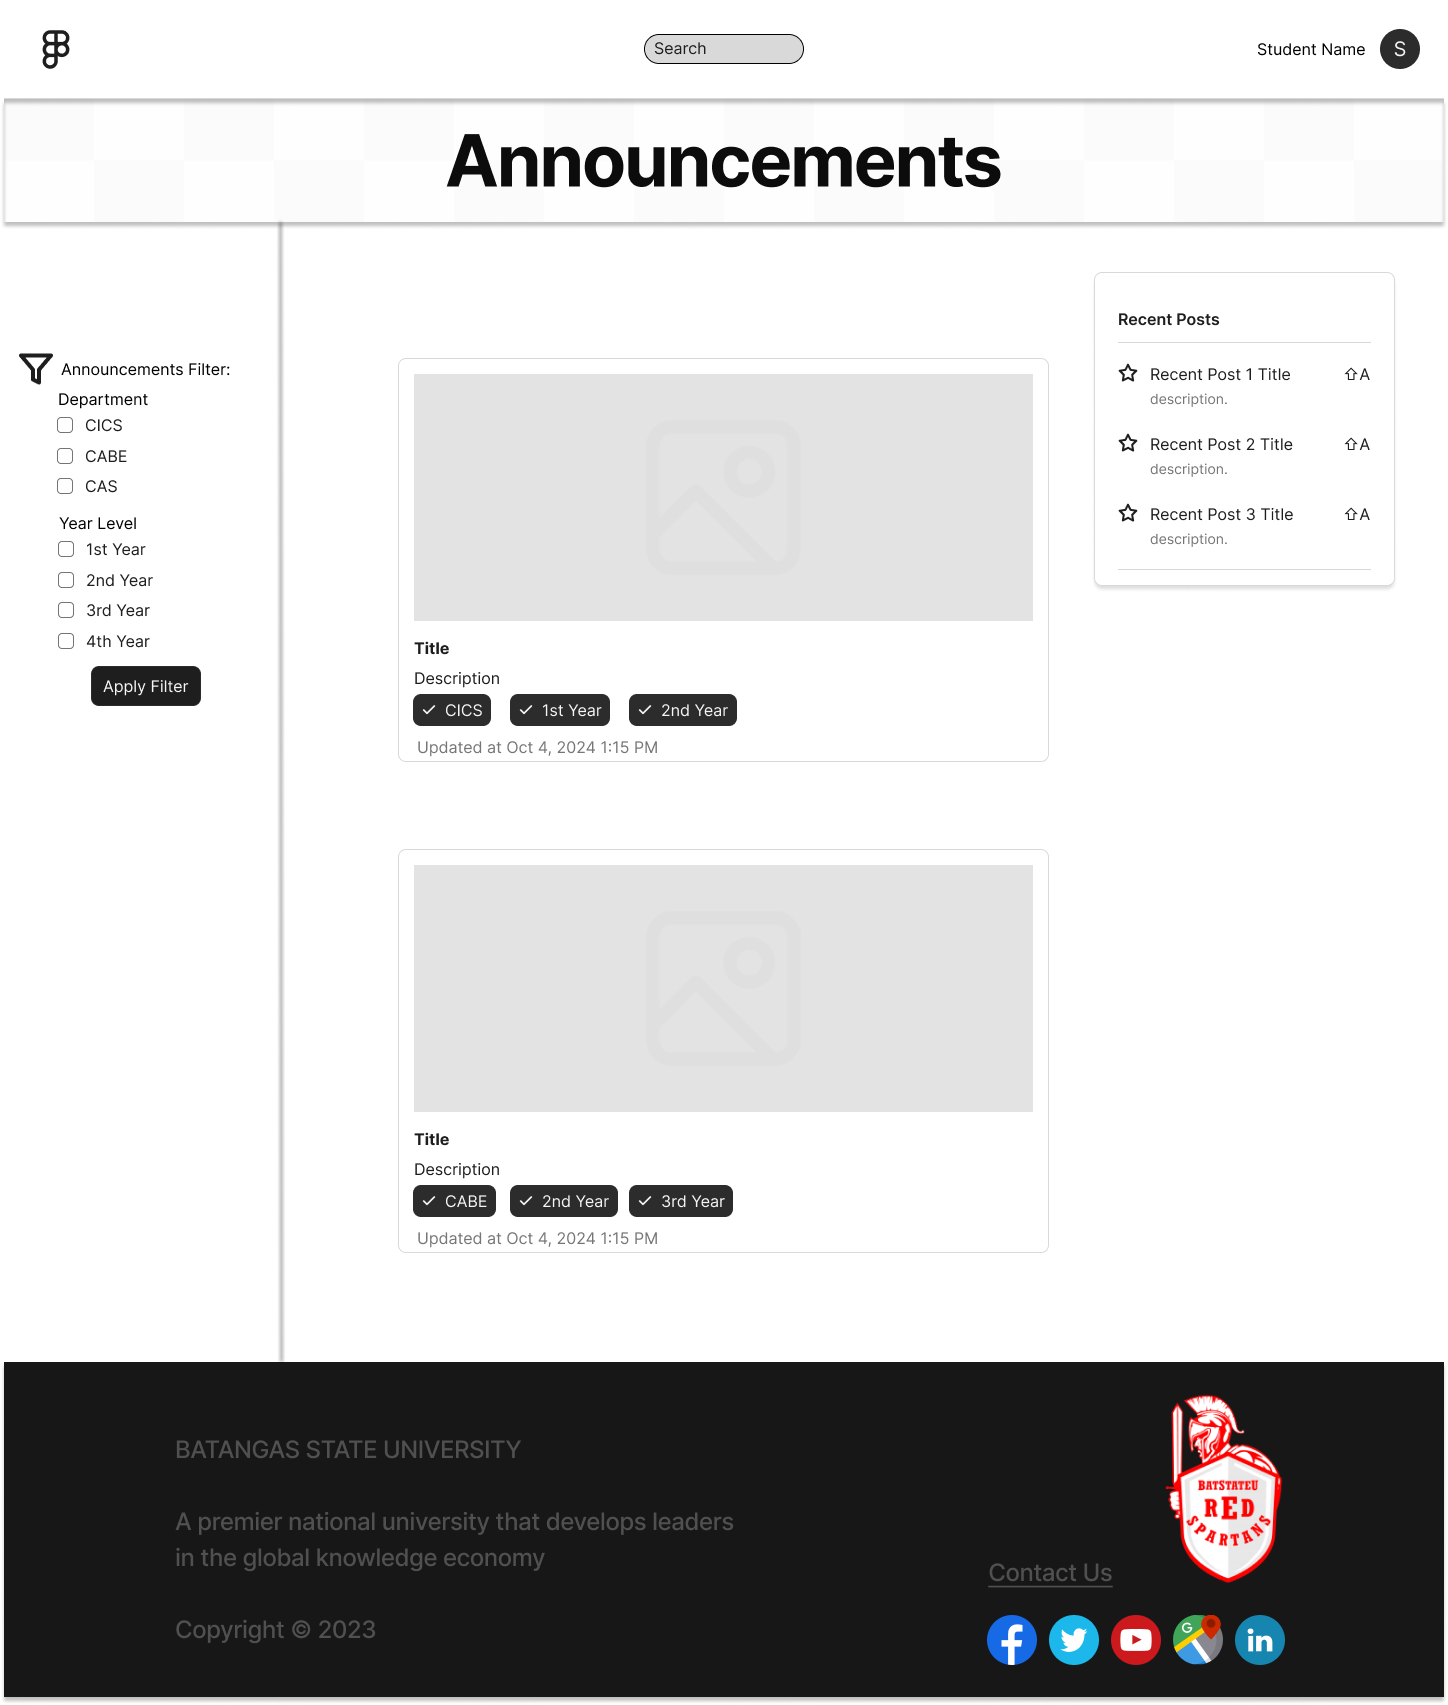 Search
Student Name
S
Announcements
Announcements Filter:
Department
CICS
CABE
CAS
Year Level
1st Year
2nd Year
3rd Year
4th Year
Apply Filter
Title
Description
CICS 1st Year 2nd Year
Updated at Oct 4, 2024 1:15 PM
Title
Description
CABE 2nd Year 3rd Year
Updated at Oct 4, 2024 1:15 PM
Recent Posts
Recent Post 1 Title ⇧A
description.
Recent Post 2 Title ⇧A
description.
Recent Post 3 Title ⇧A
description.
BATANGAS STATE UNIVERSITY
A premier national university that develops leaders
in the global knowledge economy
Copyright © 2023
BATSTATEU
RED
SPARTANS
Contact Us
f
G
in